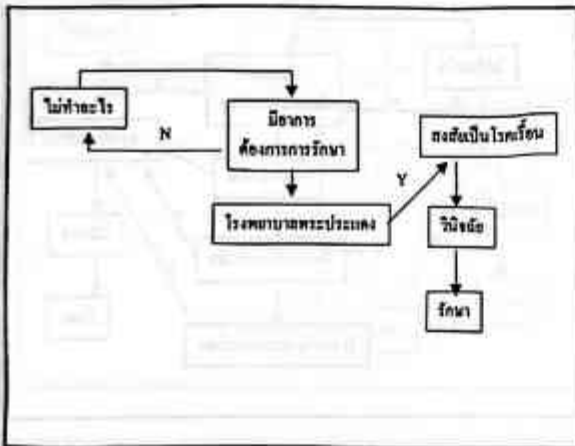 ไม่ทำอะไร
N
มีอาการ
ต้องการการรักษา
สงสัยเป็นโรคเรื้อน
Y
โรงพยาบาลพระประแดง
วินิจฉัย
รักษา